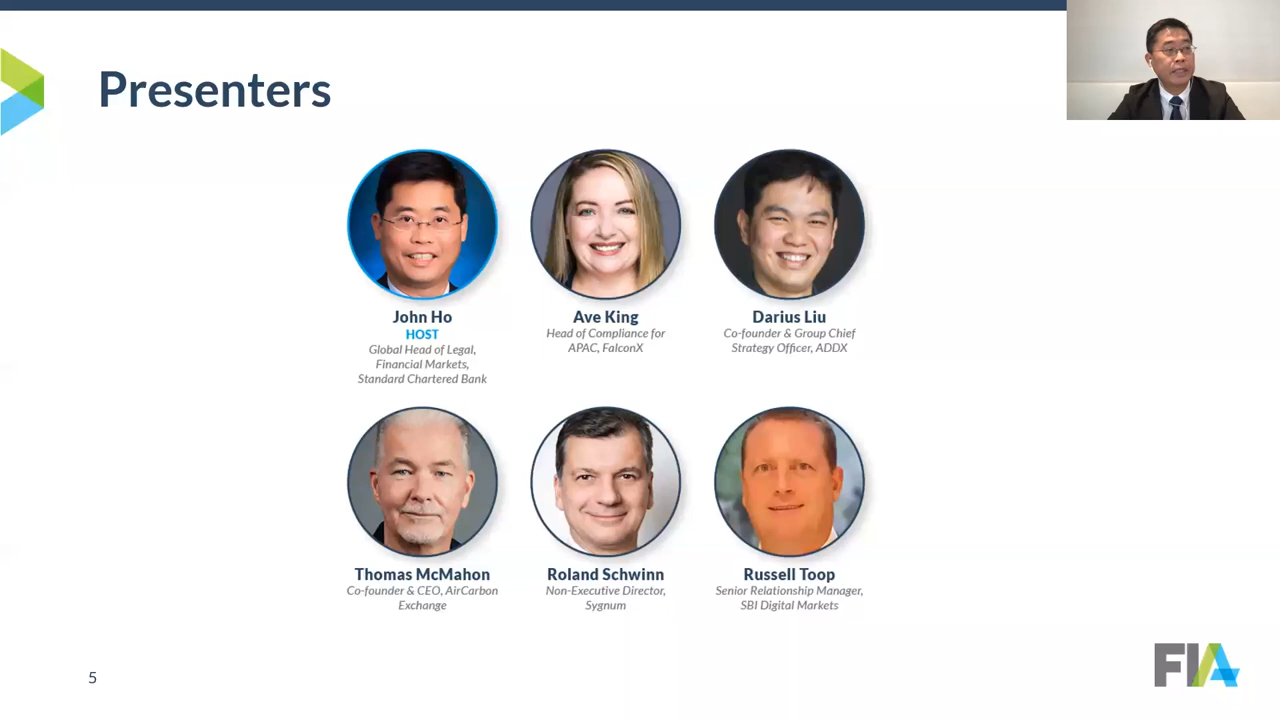 Presenters
John Ho
HOST
Global Head of Legal,
Financial Markets,
Standard Chartered Bank
Ave King
Head of Compliance for
APAC, FalconX
Darius Liu
Co-founder & Group Chief
Strategy Officer, ADDX
Thomas McMahon
Co-founder & CEO, AirCarbon
Exchange
Roland Schwinn
Non-Executive Director,
Sygnum
Russell Toop
Senior Relationship Manager,
SBI Digital Markets
5
FIA